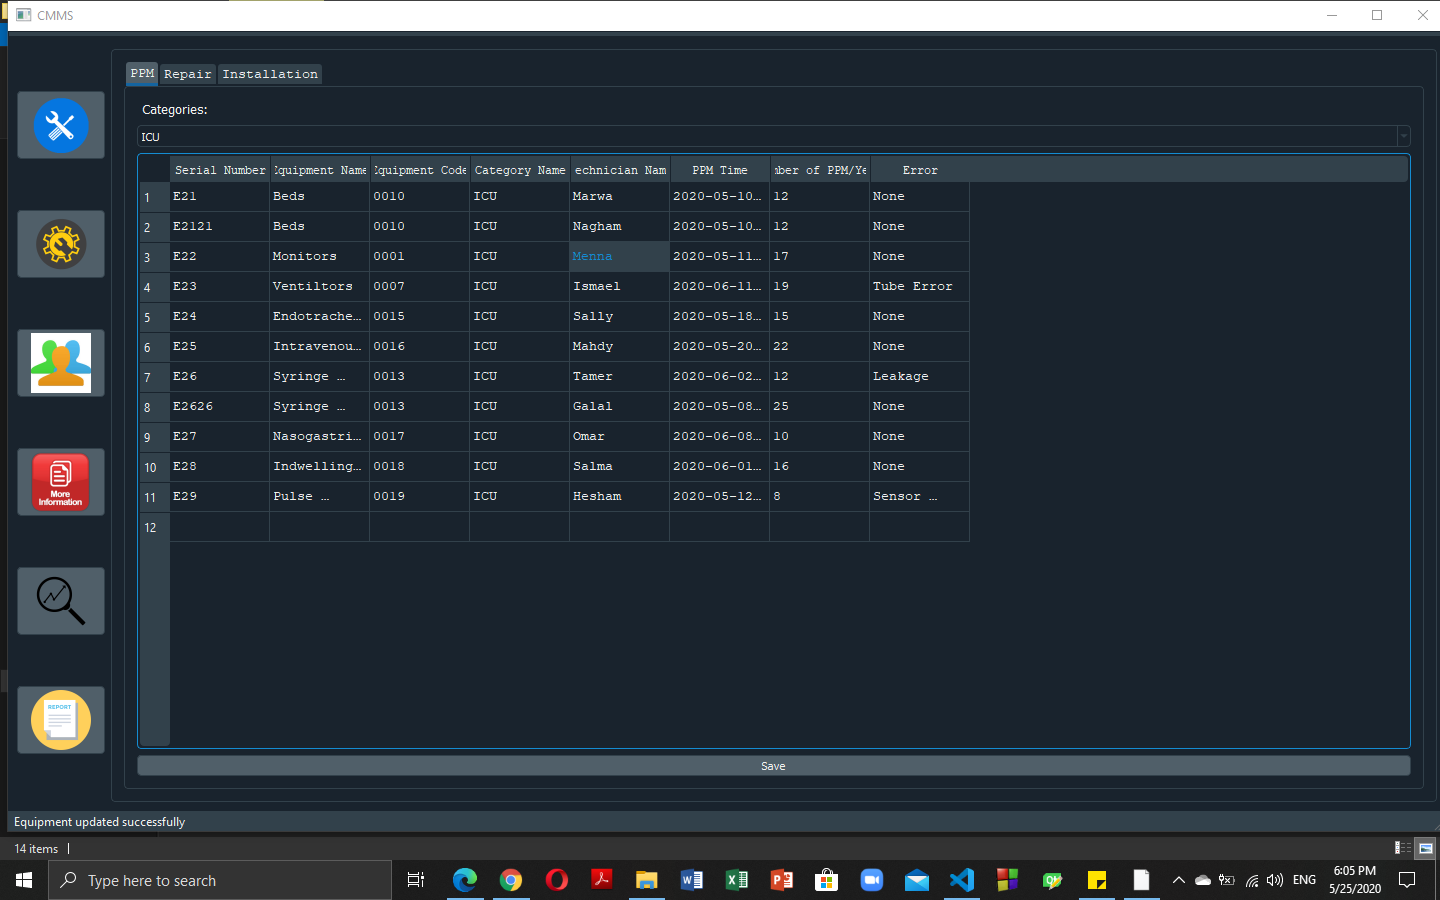 CMMS
PPM Repair Installation
Categories:
ICU
Serial Number Equipment Name Equipment Code Category Name echnician Nam PPM Time mber of PPM/Ye Error
1 E21 Beds 0010 ICU Marwa 2020-05-10... 12 None
2 E2121 Beds 0010 ICU Nagham 2020-05-10... 12 None
3 E22 Monitors 0001 ICU Menna 2020-05-11... 17 None
4 E23 Ventiltors 0007 ICU Ismael 2020-06-11... 19 Tube Error
5 E24 Endotrache... 0015 ICU Sally 2020-05-18... 15 None
6 E25 Intravenou... 0016 ICU Mahdy 2020-05-20... 22 None
7 E26 Syringe ... 0013 ICU Tamer 2020-06-02... 12 Leakage
8 E2626 Syringe ... 0013 ICU Galal 2020-05-08... 25 None
9 E27 Nasogastri... 0017 ICU Omar 2020-06-08... 10 None
10 E28 Indwelling... 0018 ICU Salma 2020-06-01... 16 None
11 E29 Pulse ... 0019 ICU Hesham 2020-05-12... 8 Sensor ...
12
More
Information
REPORT
Save
Equipment updated successfully
14 items
Type here to search
ENG
6:05 PM
5/25/2020